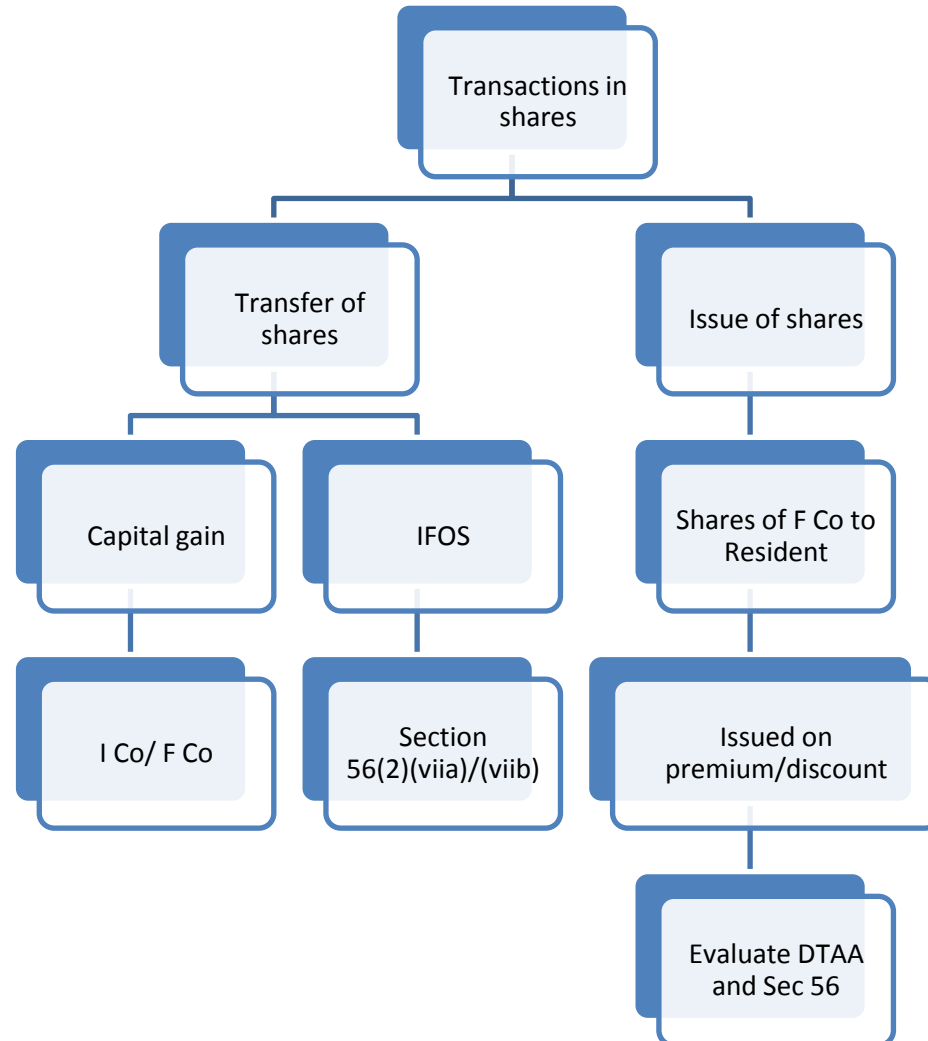 Transactions in
shares
Transfer of
shares
Issue of shares
Capital gain
IFOS
Shares of F Co to
Resident
I Co/ F Co
Section
56(2)(viia)/(viib)
Issued on
premium/discount
Evaluate DTAA
and Sec 56